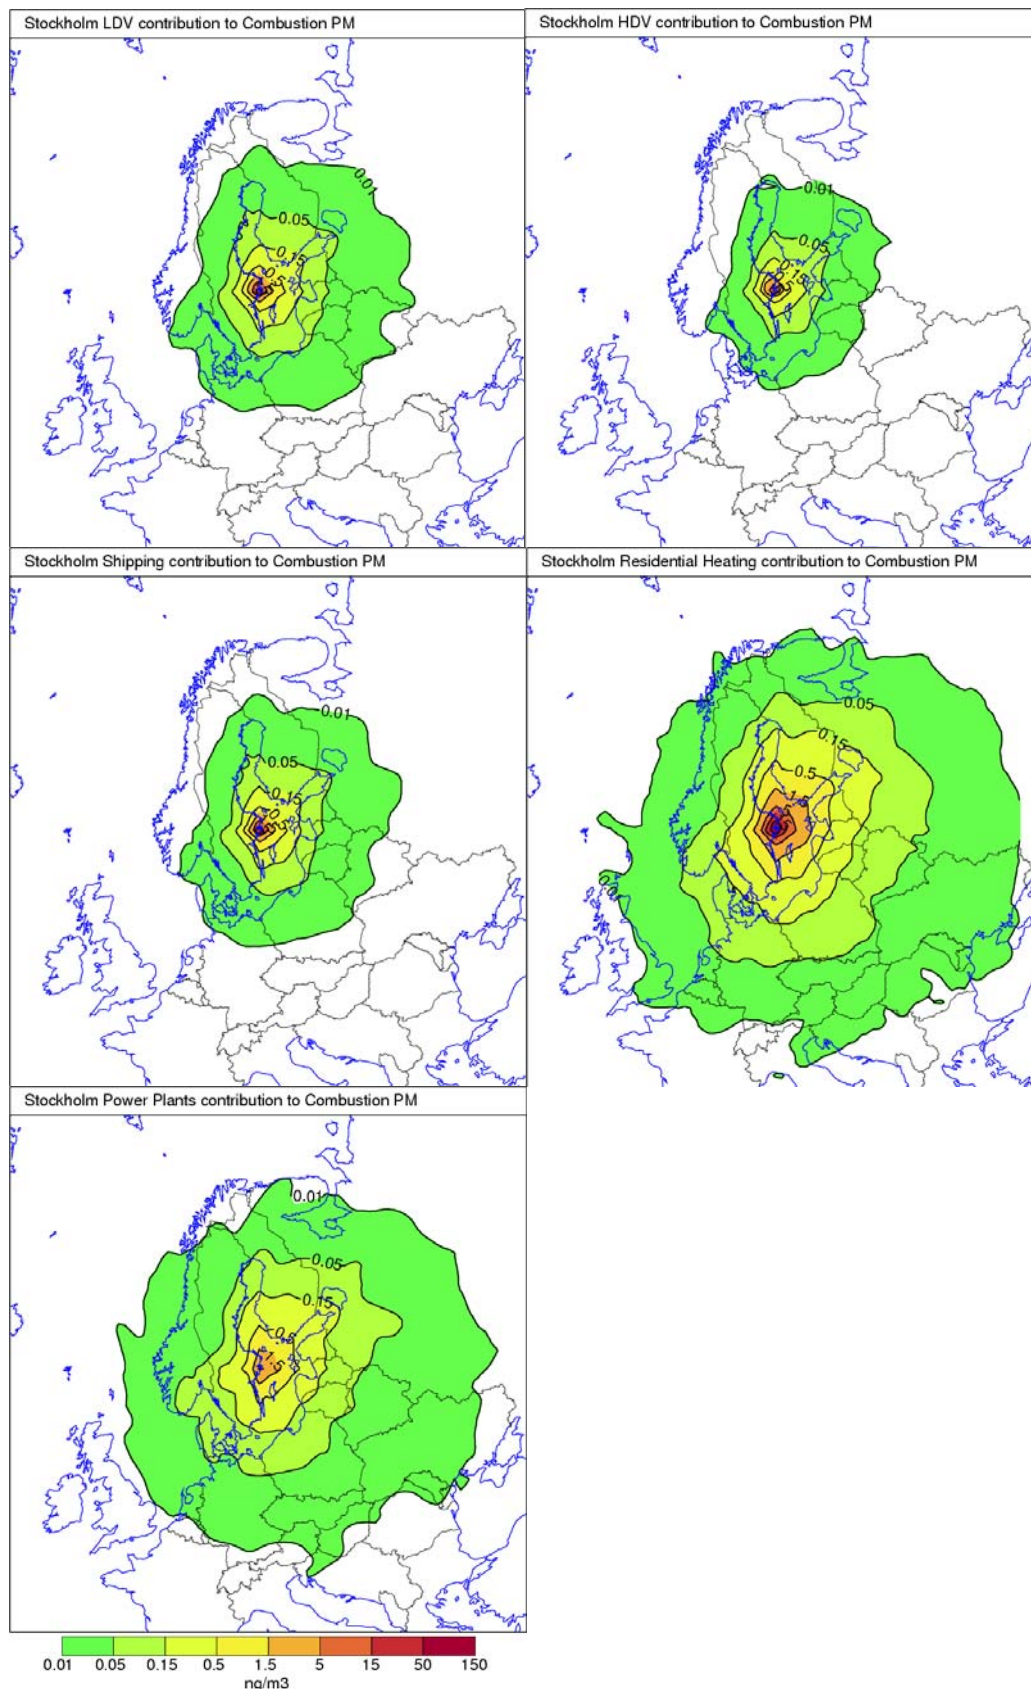 Stockholm LDV contribution to Combustion PM
Stockholm HDV contribution to Combustion PM
0.01
0.05
0.15
0.01
0.05
0.15
Stockholm Shipping contribution to Combustion PM
Stockholm Residential Heating contribution to Combustion PM
0.01
0.05
0.15
0.05
0.15
0.5
1.5
Stockholm Power Plants contribution to Combustion PM
0.01
0.05
0.15
0.5
0.01 0.05 0.15 0.5 1.5 5 15 50 150
ng/m3